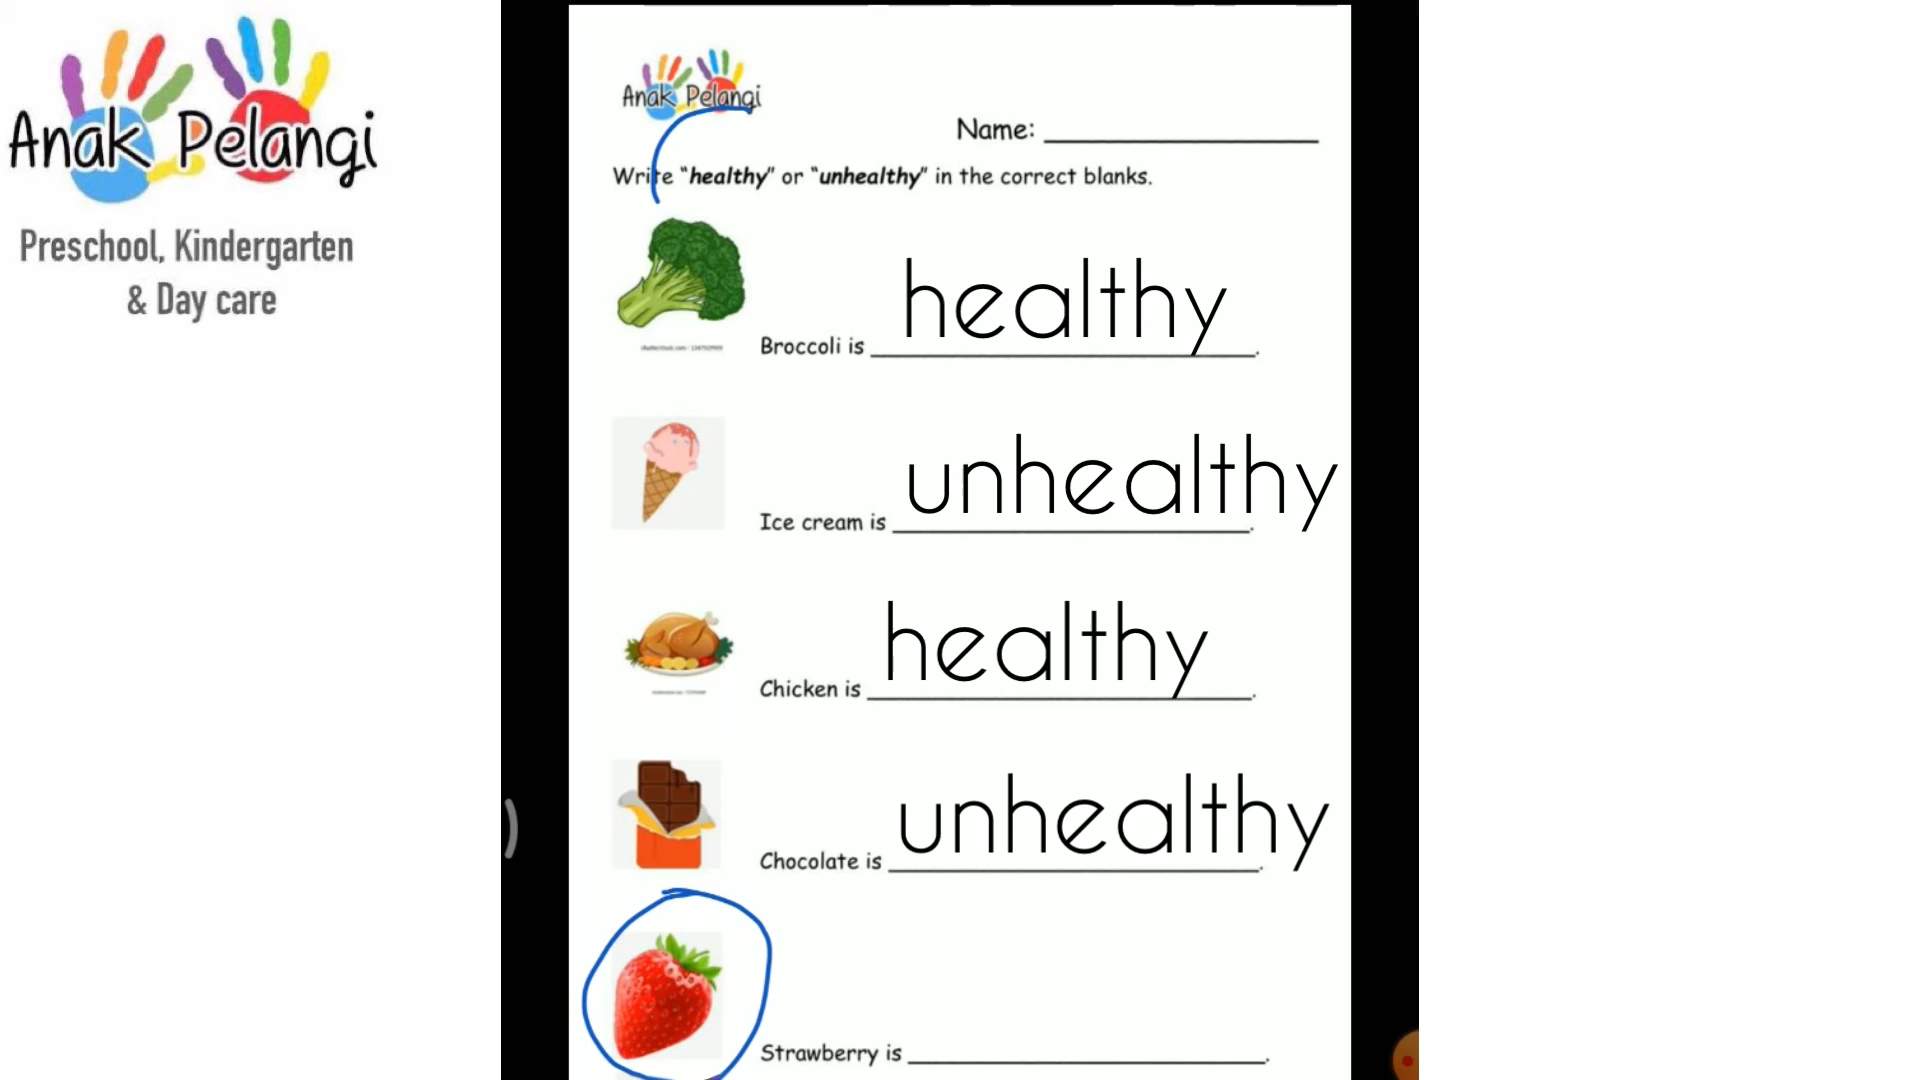 Anak Pelangi
Preschool, Kindergarten
& Day care
Anak Pelangi
Name:
Write "healthy" or "unhealthy" in the correct blanks.
Broccoli is healthy.
Ice cream is unhealthy.
Chicken is healthy.
Chocolate is unhealthy.
Strawberry is